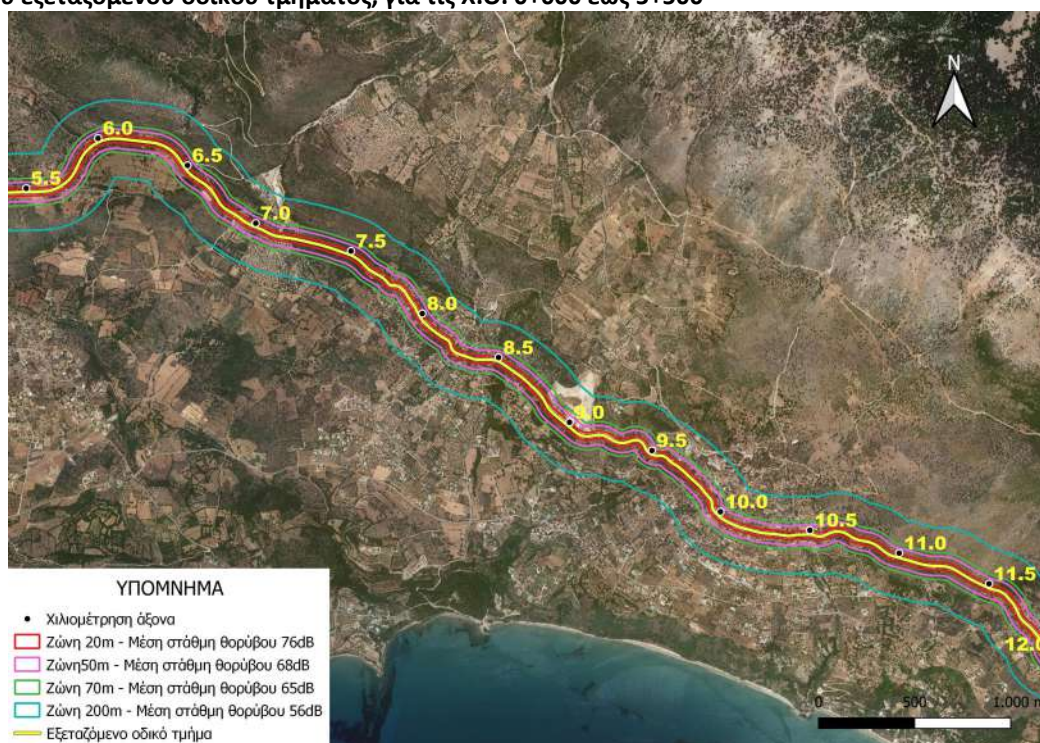 υ εξεταζόμενου οδικού τμήματος, για τις Χ.Θ. 0+000 έως 5+500
N
6.0
6.5
5.5
7.0
7.5
8.0
8.5
9.0
9.5
10.0
10.5
11.0
11.5
12.0
ΥΠΟΜΝΗΜΑ
Χιλιομέτρηση άξονα
Ζώνη 20m - Μέση στάθμη θορύβου 76dB
Ζώνη50m - Μέση στάθμη θορύβου 68dB
Ζώνη 70m - Μέση στάθμη θορύβου 65dB
Ζώνη 200m - Μέση στάθμη θορύβου 56dB
Εξεταζόμενο οδικό τμήμα
0 500 1.000 m